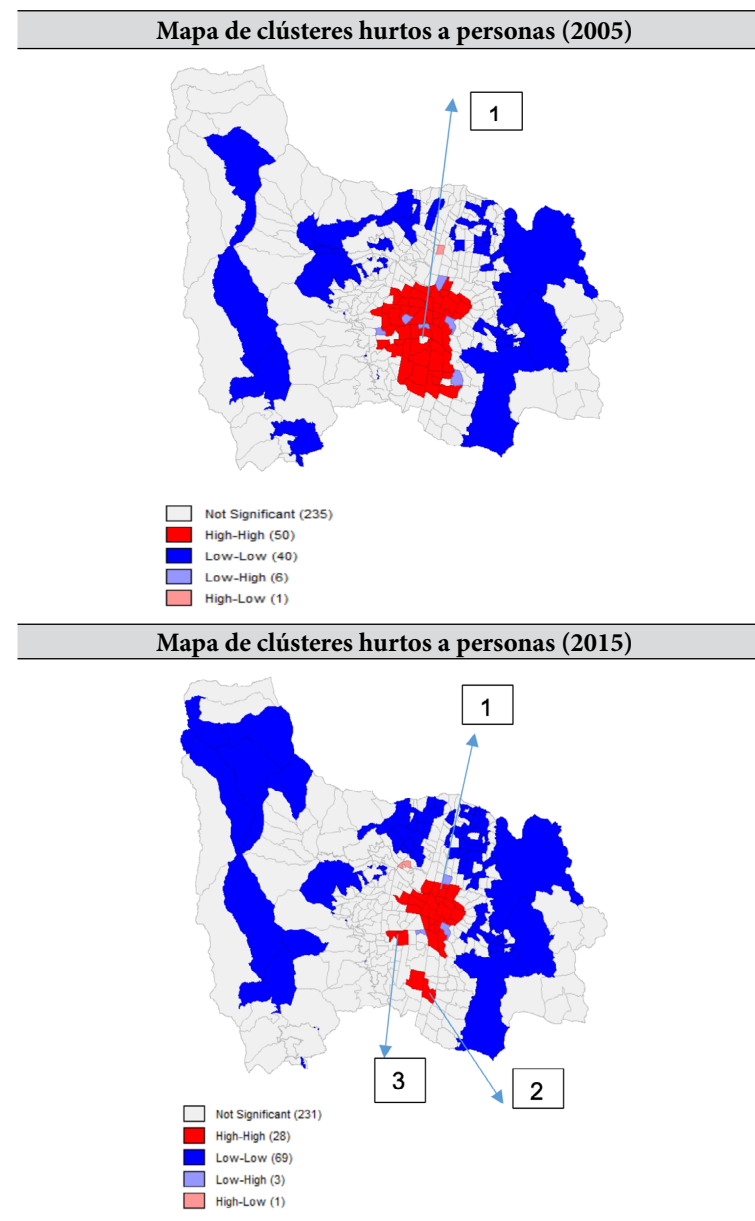 Mapa de clústeres hurtos a personas (2005)
1
Not Significant (235)
High-High (50)
Low-Low (40)
Low-High (6)
High-Low (1)
Mapa de clústeres hurtos a personas (2015)
1
3
2
Not Significant (231)
High-High (28)
Low-Low (69)
Low-High (3)
High-Low (1)